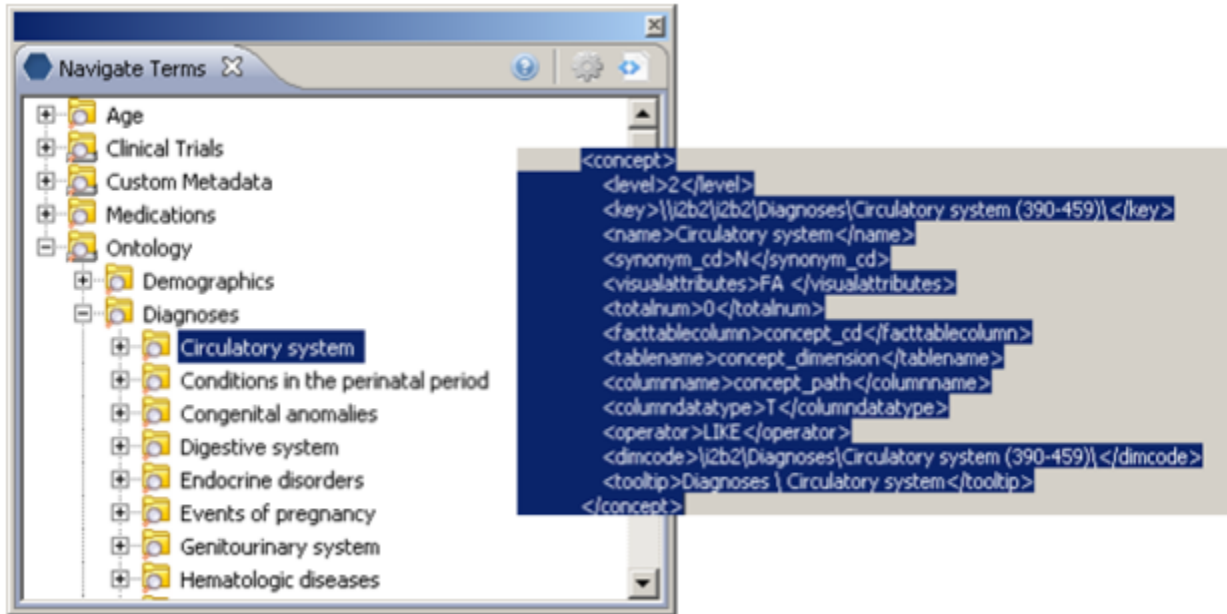 Navigate Terms
Age
Clinical Trials
Custom Metadata
Medications
Ontology
Demographics
Diagnoses
Circulatory system
Conditions in the perinatal period
Congenital anomalies
Digestive system
Endocrine disorders
Events of pregnancy
Genitourinary system
Hematologic diseases
<concept>
<level>2</level>
<key>\\i2b2\i2b2\Diagnoses\Circulatory system (390-459)\</key>
<name>Circulatory system</name>
<synonym_cd>N</synonym_cd>
<visualattributes>FA </visualattributes>
<totalnum>0</totalnum>
<facttablecolumn>concept_cd</facttablecolumn>
<tablename>concept_dimension</tablename>
<columnname>concept_path</columnname>
<columndatatype>T</columndatatype>
<operator>LIKE</operator>
<dimcode>\i2b2\Diagnoses\Circulatory system (390-459)\</dimcode>
<tooltip>Diagnoses \ Circulatory system</tooltip>
</concept>